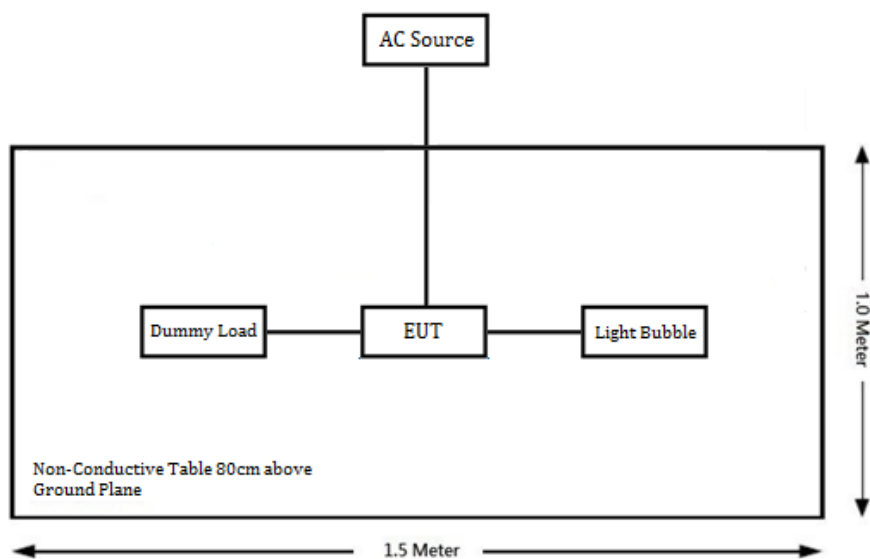 AC Source
Dummy Load
EUT
Light Bubble
1.0 Meter
Non-Conductive Table 80cm above
Ground Plane
1.5 Meter